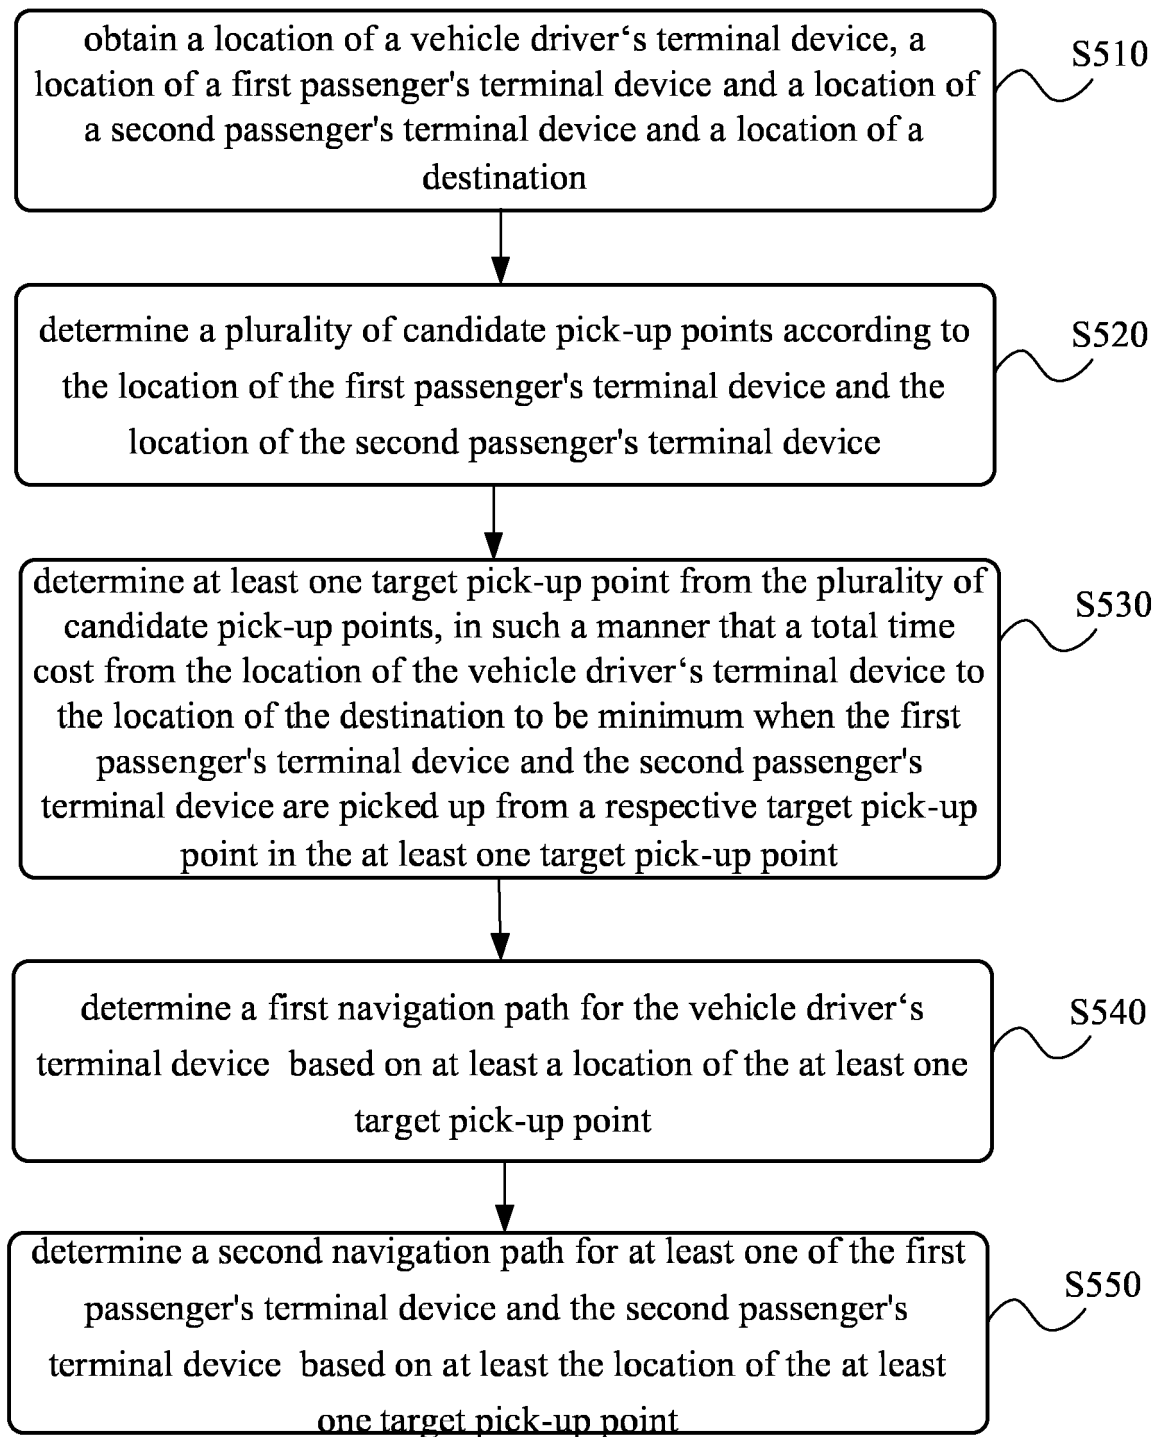 obtain a location of a vehicle driver‘s terminal device, a
location of a first passenger's terminal device and a location of
a second passenger's terminal device and a location of a
destination
S510
determine a plurality of candidate pick-up points according to
the location of the first passenger's terminal device and the
location of the second passenger's terminal device
S520
determine at least one target pick-up point from the plurality of
candidate pick-up points, in such a manner that a total time
cost from the location of the vehicle driver‘s terminal device to
the location of the destination to be minimum when the first
passenger's terminal device and the second passenger's
terminal device are picked up from a respective target pick-up
point in the at least one target pick-up point
S530
determine a first navigation path for the vehicle driver‘s
terminal device  based on at least a location of the at least one
target pick-up point
S540
determine a second navigation path for at least one of the first
passenger's terminal device and the second passenger's
terminal device  based on at least the location of the at least
one target pick-up point
S550